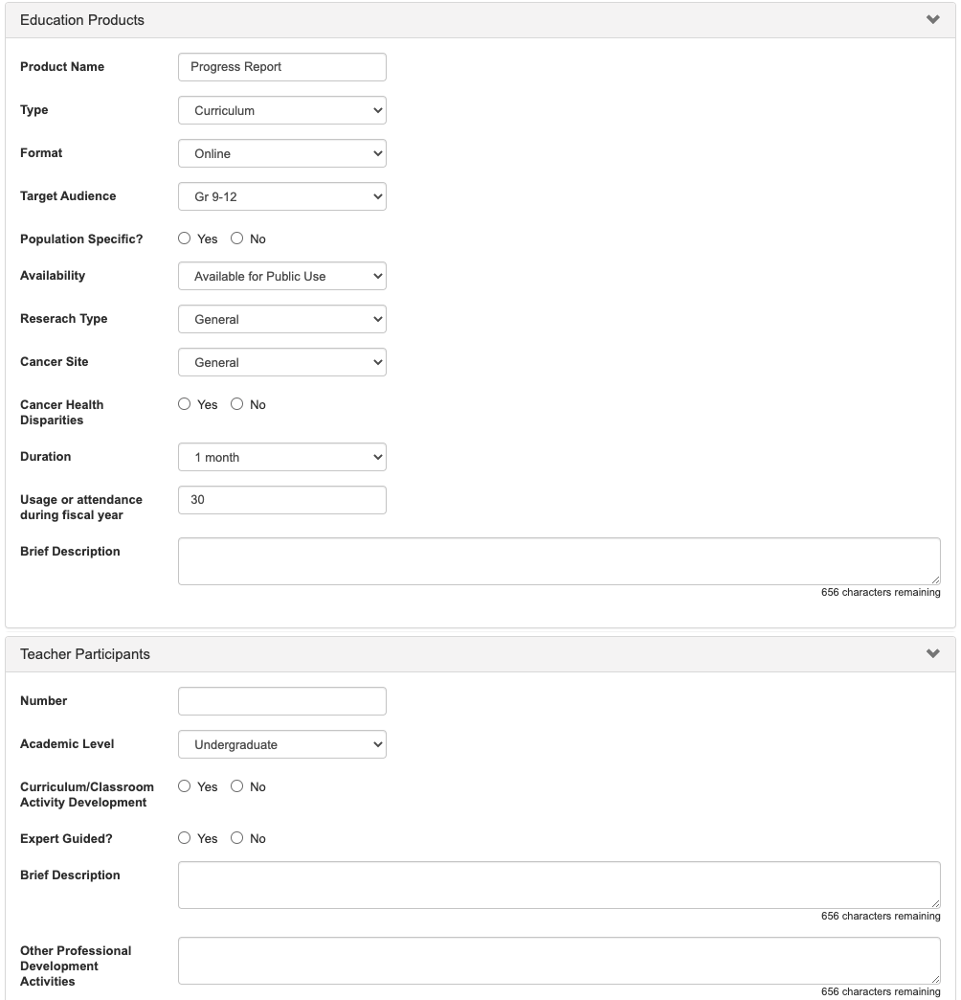 Education Products
Product Name
Progress Report
Type
Curriculum
Format
Online
Target Audience
Gr 9-12
Population Specific?
Yes No
Availability
Available for Public Use
Reserach Type
General
Cancer Site
General
Cancer Health
Disparities
Yes No
Duration
1 month
Usage or attendance
during fiscal year
30
Brief Description
656 characters remaining
Teacher Participants
Number
Academic Level
Undergraduate
Curriculum/Classroom
Activity Development
Yes No
Expert Guided?
Yes No
Brief Description
656 characters remaining
Other Professional
Development
Activities
656 characters remaining